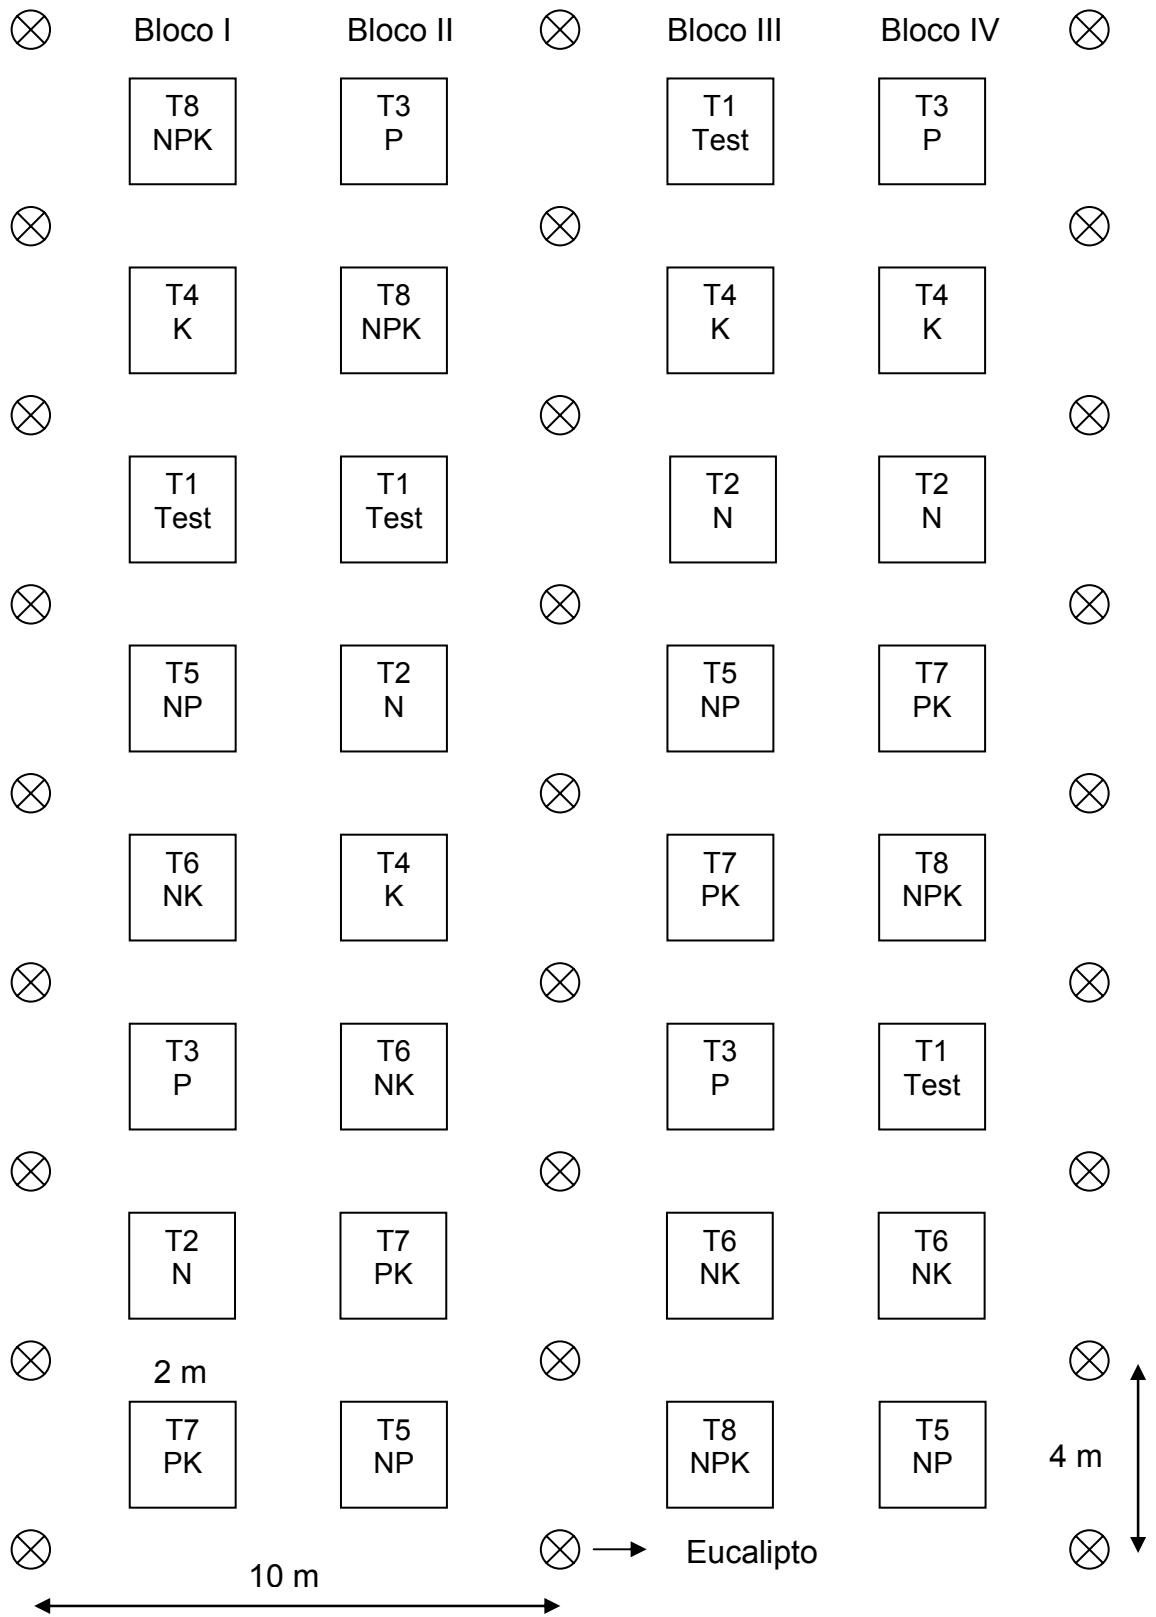 Bloco I Bloco II Bloco III Bloco IV
T8 T3 T1 T3
NPK P Test P
T4 T8 T4 T4
K NPK K K
T1 T1 T2 T2
Test Test N N
T5 T2 T5 T7
NP N NP PK
T6 T4 T7 T8
NK K PK NPK
T3 T6 T3 T1
P NK P Test
T2 T7 T6 T6
N PK NK NK
2 m
T7 T5 T8 T5
PK NP NPK NP
4 m
Eucalipto
10 m